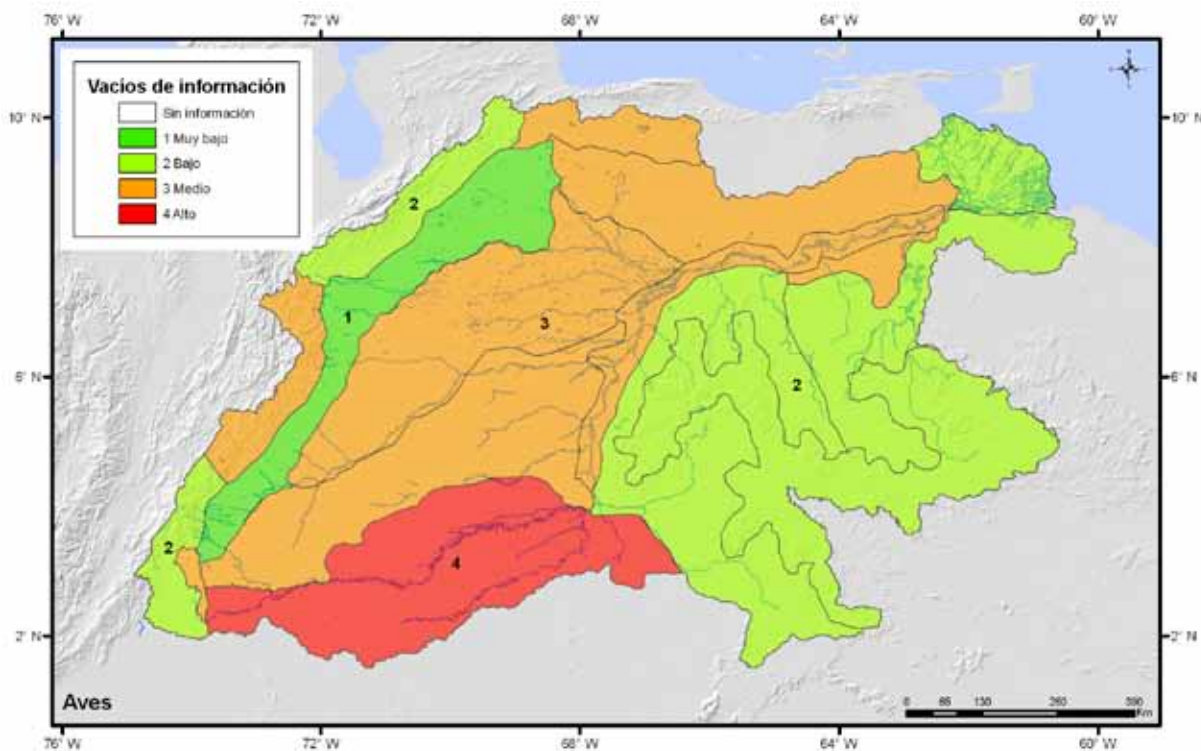 76° W 72° W 68° W 64° W 60° W
Vacíos de información
Sin información
1 Muy bajo
2 Bajo
3 Medio
4 Alto
10° N 10° N
2
1
3
6° N 6° N
2
2
4
2° N 2° N
Aves
0 65 130 260 390
Km
76° W 72° W 68° W 64° W 60° W